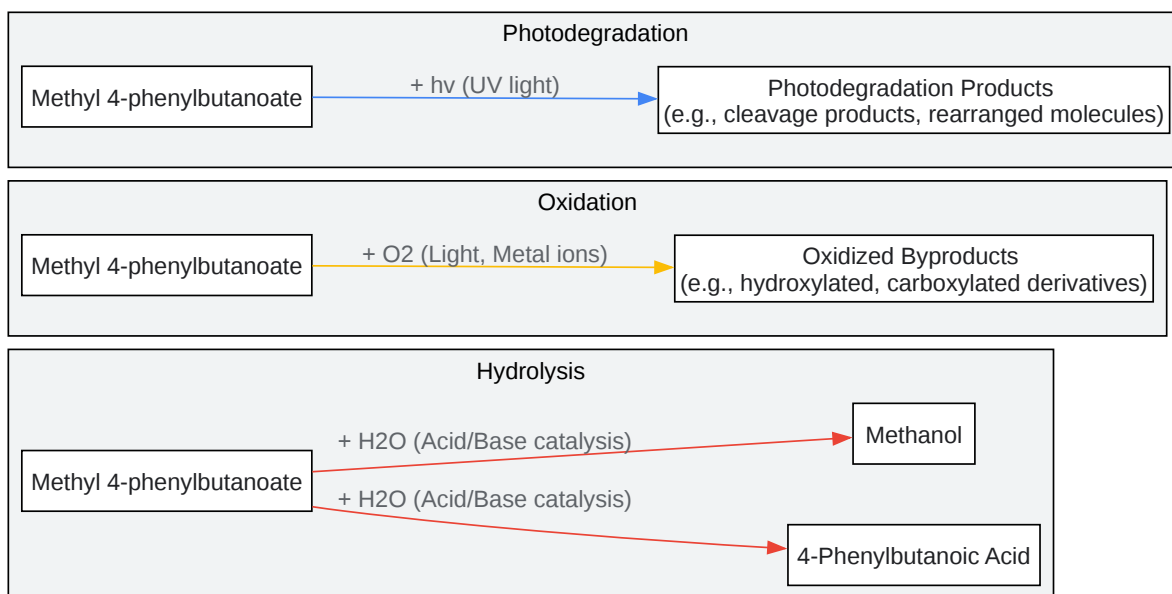 Photodegradation
Methyl 4-phenylbutanoate
+ hv (UV light)
Photodegradation Products
(e.g., cleavage products, rearranged molecules)
Oxidation
Methyl 4-phenylbutanoate
+ O2 (Light, Metal ions)
Oxidized Byproducts
(e.g., hydroxylated, carboxylated derivatives)
Hydrolysis
Methyl 4-phenylbutanoate
+ H2O (Acid/Base catalysis)
Methanol
+ H2O (Acid/Base catalysis)
4-Phenylbutanoic Acid